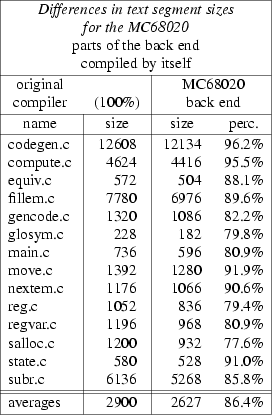 Differences in text segment sizes
for the MC68020
parts of the back end
compiled by itself
original MC68020
compiler (100%) back end
name size size perc.
codegen.c 12608 12134 96.2%
compute.c 4624 4416 95.5%
equiv.c 572 504 88.1%
fillem.c 7780 6976 89.6%
gencode.c 1320 1086 82.2%
glosym.c 228 182 79.8%
main.c 736 596 80.9%
move.c 1392 1280 91.9%
nextem.c 1176 1066 90.6%
reg.c 1052 836 79.4%
regvar.c 1196 968 80.9%
salloc.c 1200 932 77.6%
state.c 580 528 91.0%
subr.c 6136 5268 85.8%
averages 2900 2627 86.4%